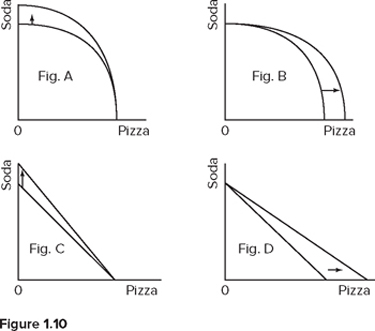 Soda
Fig. A
0 Pizza
Soda
Fig. B
0 Pizza
Soda
Fig. C
0 Pizza
Soda
Fig. D
0 Pizza
Figure 1.10